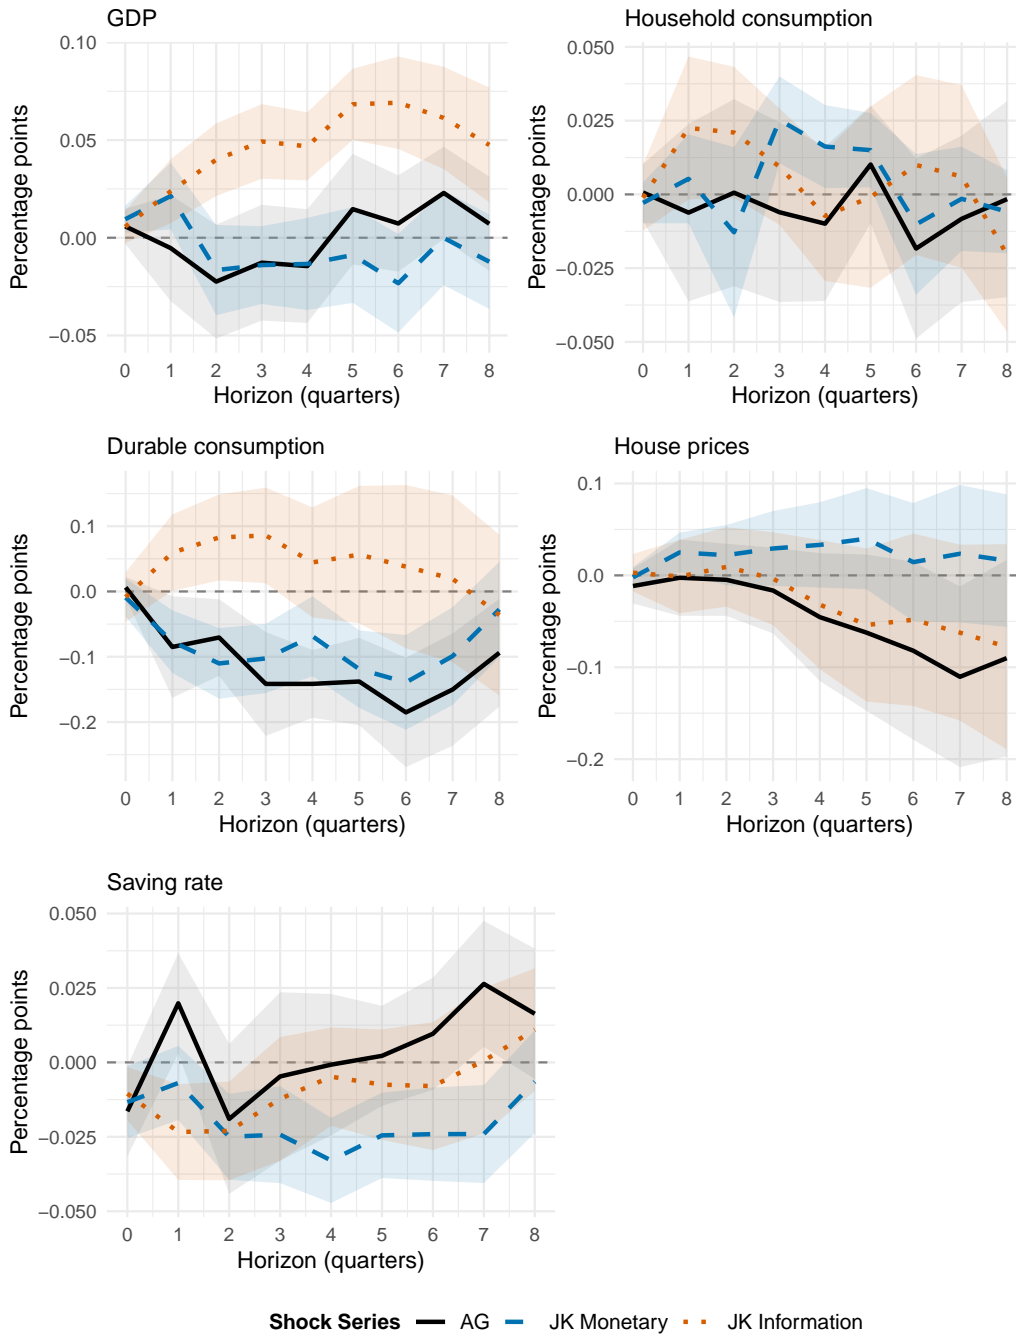 GDP
Household consumption
0.10
0.05
0.00
−0.05
Percentage points
0 1 2 3 4 5 6 7 8
Horizon (quarters)
0.050
0.025
0.000
−0.025
−0.050
Percentage points
0 1 2 3 4 5 6 7 8
Horizon (quarters)
Durable consumption
House prices
0.1
0.0
−0.1
−0.2
Percentage points
0 1 2 3 4 5 6 7 8
Horizon (quarters)
0.1
0.0
−0.1
−0.2
Percentage points
0 1 2 3 4 5 6 7 8
Horizon (quarters)
Saving rate
0.050
0.025
0.000
−0.025
−0.050
Percentage points
0 1 2 3 4 5 6 7 8
Horizon (quarters)
Shock Series AG JK Monetary JK Information